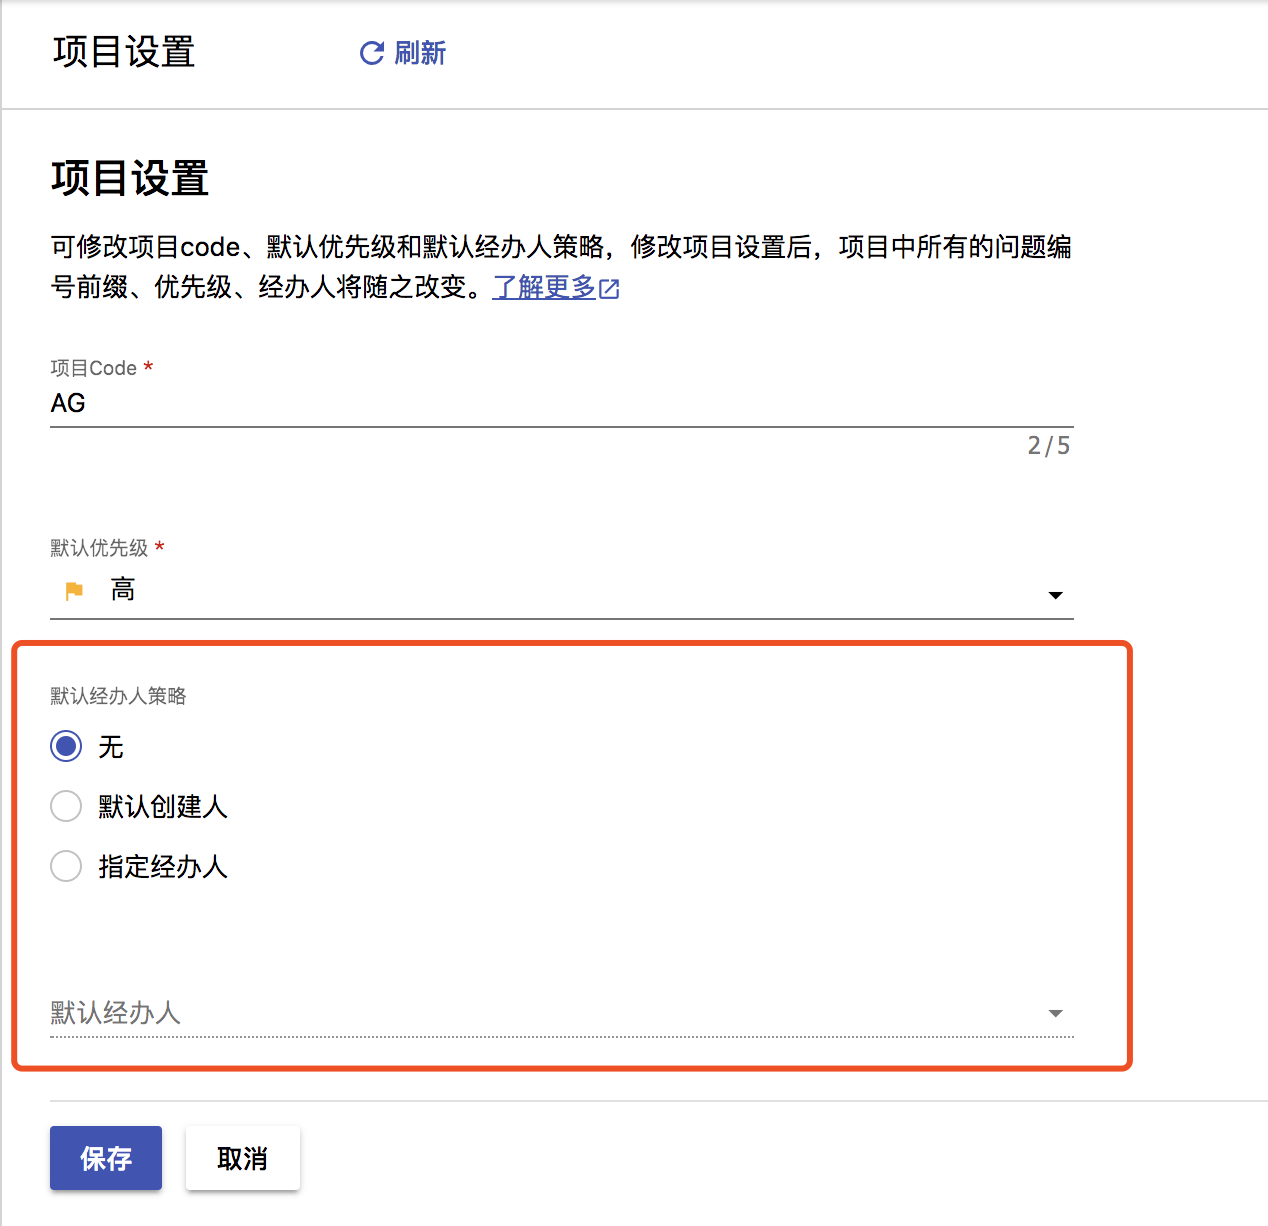 项目设置
刷新
项目设置
可修改项目code、默认优先级和默认经办人策略，修改项目设置后，项目中所有的问题编
号前缀、优先级、经办人将随之改变。了解更多
项目Code *
AG
2/5
默认优先级 *
高
默认经办人策略
无
默认创建人
指定经办人
默认经办人
保存
取消